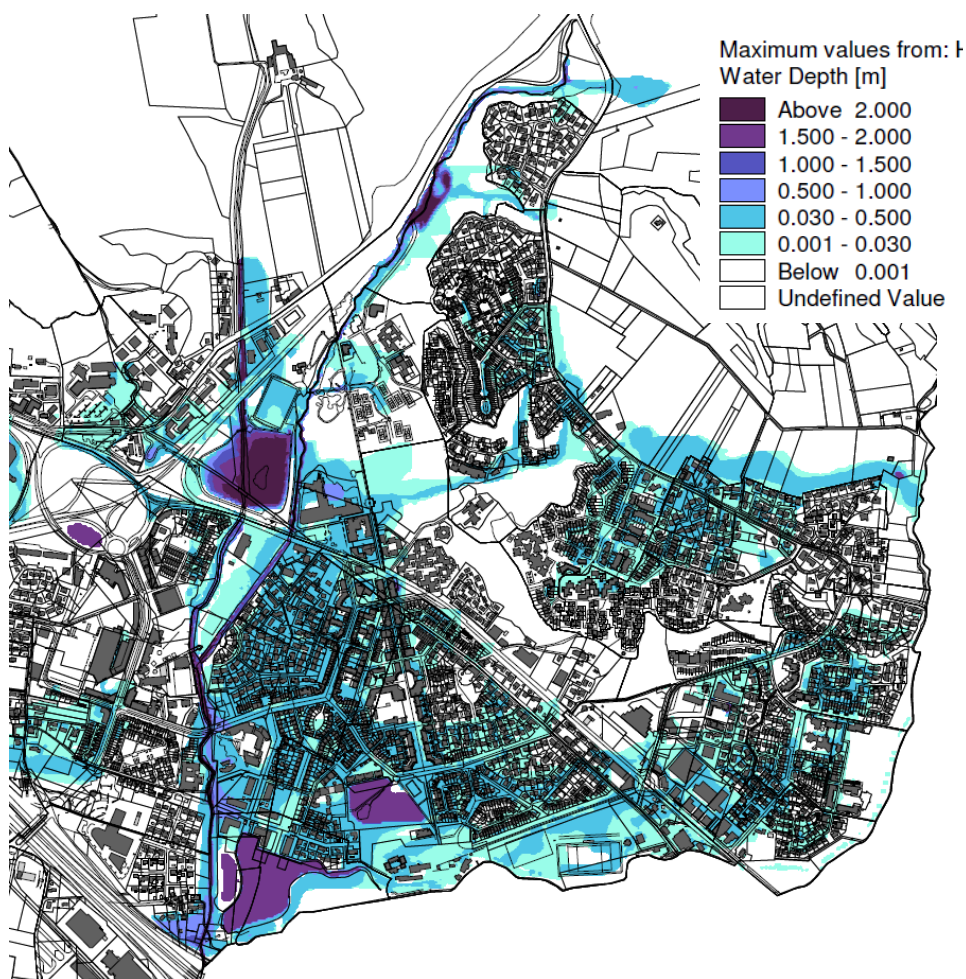 Maximum values from: H
Water Depth [m]
Above 2.000
1.500 - 2.000
1.000 - 1.500
0.500 - 1.000
0.030 - 0.500
0.001 - 0.030
Below 0.001
Undefined Value